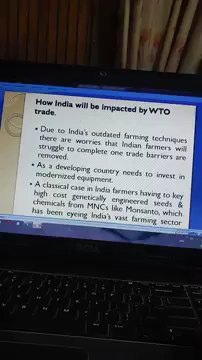 How India will be impacted by WTO
trade.
• Due to India's outdated farming techniques
there are worries that Indian farmers will
struggle to complete one trade barriers are
removed.
• As a developing country needs to invest in
modernized equipment.
• A classical case in Indian farmers having to key
high cost genetically engineered seeds &
chemicals from MNCs like Monsanto, which
has been eyeing India's vast farming sector